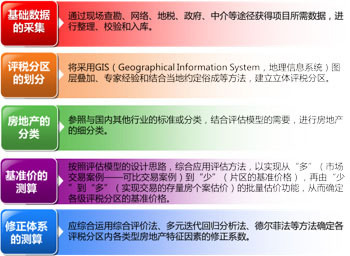 基础数据
的采集
通过现场查勘、网络、地税、政府、中介等途径获得项目所需数据，进
行整理、校验和入库。
评税分区
的划分
将采用GIS（Geographical Information System，地理信息系统）图
层叠加、专家经验和结合当地约定俗成等方法，建立立体评税分区。
房地产的
分类
参照与国内其他行业的标准或分类，结合评估模型的需要，进行房地产
的细分类。
基准价的
测算
按照评估模型的设计思路，综合应用评估方法，以实现从“多”（市场
交易案例——可比交易案例）到“少”（片区的基准价格），再由“少
”到“多”（实现交易的存量房个案估价）的批量估价功能，从而确定
各级评税分区的基准价格。
修正体系
的测算
应综合运用综合评价法、多元迭代回归分析法、德尔菲法等方法确定各
评税分区内各类型房地产特征因素的修正系数。